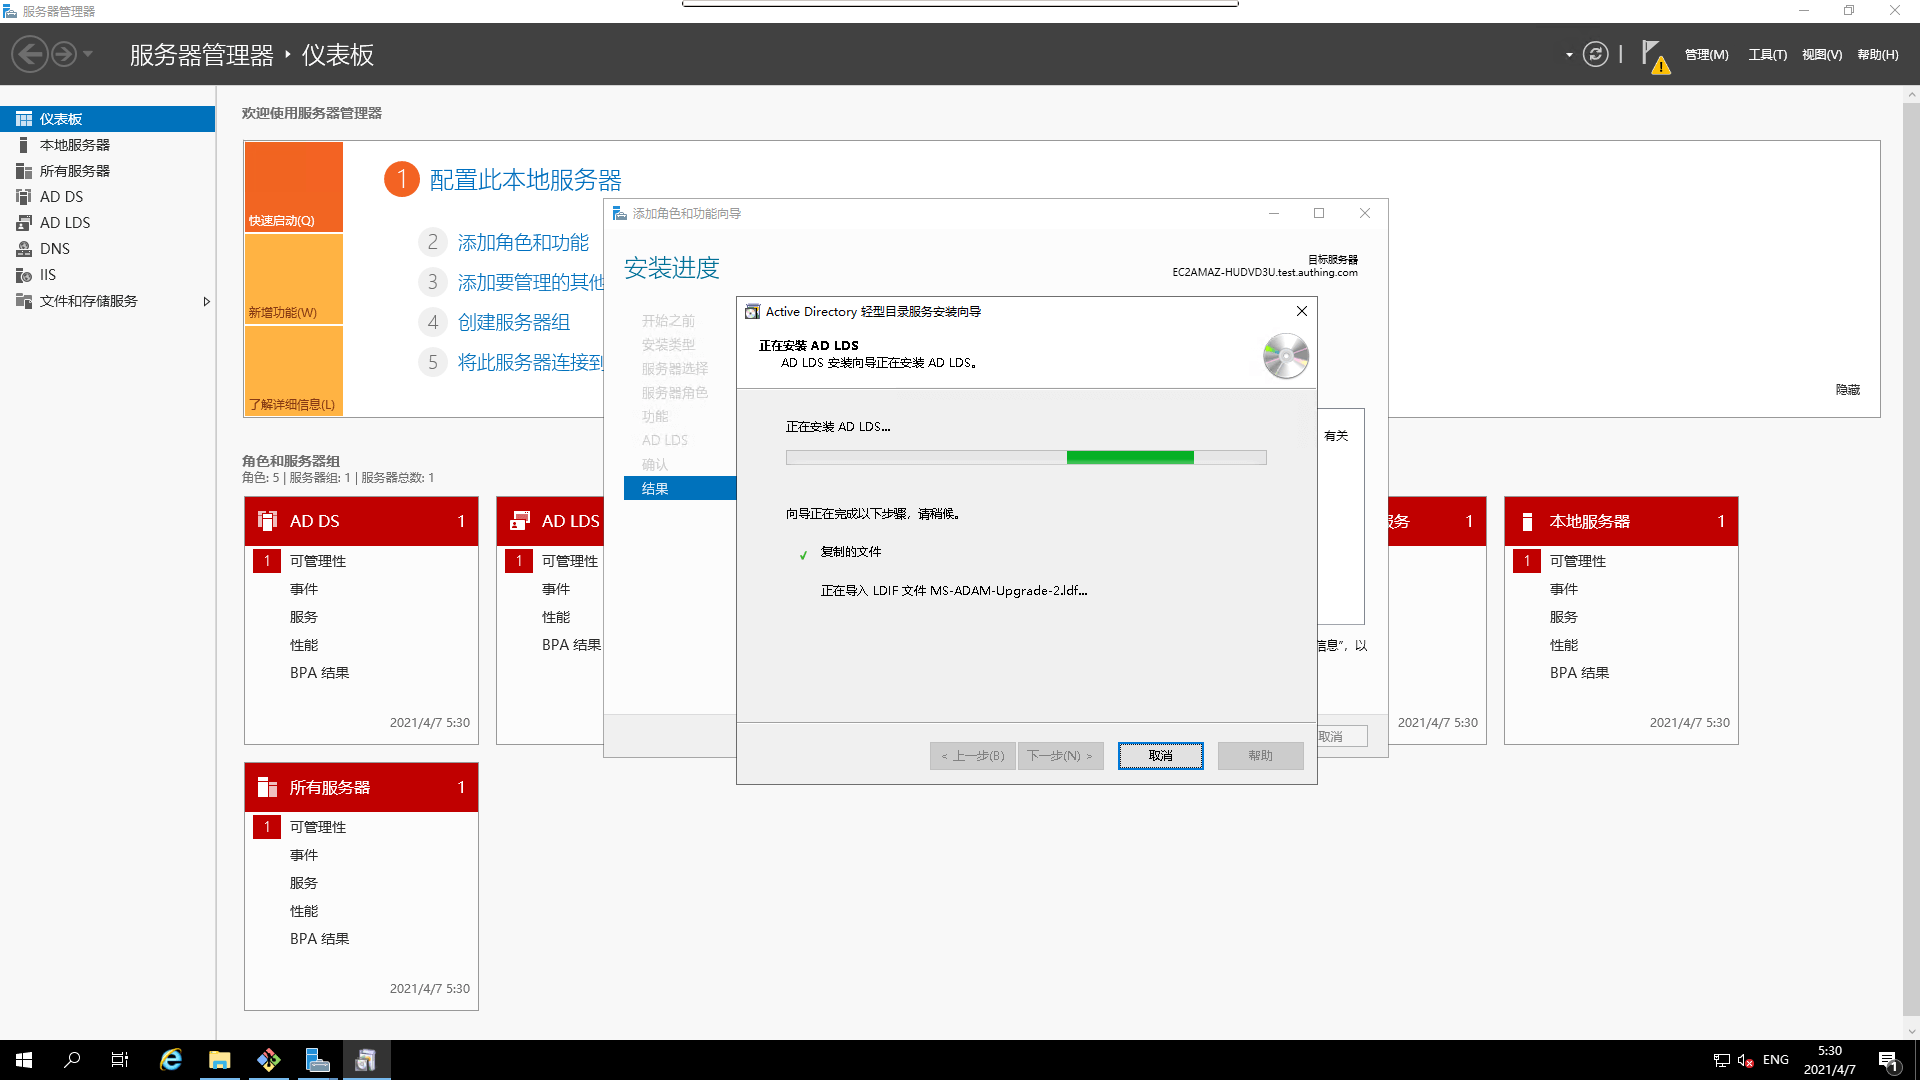 服务器管理器
服务器管理器 ‣ 仪表板
管理(M) 工具(T) 视图(V) 帮助(H)
仪表板
本地服务器
所有服务器
AD DS
AD LDS
DNS
IIS
文件和存储服务
欢迎使用服务器管理器
快速启动(Q)
新增功能(W)
了解详细信息(L)
1 配置此本地服务器
2 添加角色和功能
3 添加要管理的其他
4 创建服务器组
5 将此服务器连接到
隐藏
角色和服务器组
角色: 5 | 服务器组: 1 | 服务器总数: 1
AD DS 1
1 可管理性
事件
服务
性能
BPA 结果
2021/4/7 5:30
AD LDS
1 可管理性
事件
性能
BPA 结果
服务 1
2021/4/7 5:30
本地服务器 1
1 可管理性
事件
服务
性能
BPA 结果
2021/4/7 5:30
所有服务器 1
1 可管理性
事件
服务
性能
BPA 结果
2021/4/7 5:30
添加角色和功能向导
安装进度
目标服务器
EC2AMAZ-HUDVD3U.test.authing.com
开始之前
安装类型
服务器选择
服务器角色
功能
AD LDS
确认
结果
有关
信息”，以
取消
Active Directory 轻型目录服务安装向导
正在安装 AD LDS
AD LDS 安装向导正在安装 AD LDS。
正在安装 AD LDS...
向导正在完成以下步骤，请稍候。
复制的文件
正在导入 LDIF 文件 MS-ADAM-Upgrade-2.ldf...
< 上一步(B) 下一步(N) > 取消 帮助
ENG
5:30
2021/4/7
1